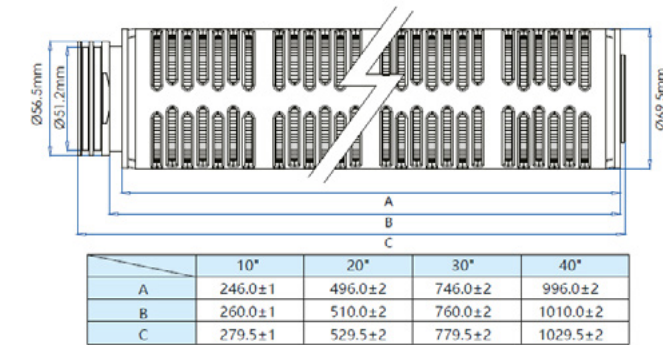 Ø56.5mm
Ø51.2mm
Ø69.5mm
A
B
C
10" 20" 30" 40"
A 246.0±1 496.0±2 746.0±2 996.0±2
B 260.0±1 510.0±2 760.0±2 1010.0±2
C 279.5±1 529.5±2 779.5±2 1029.5±2